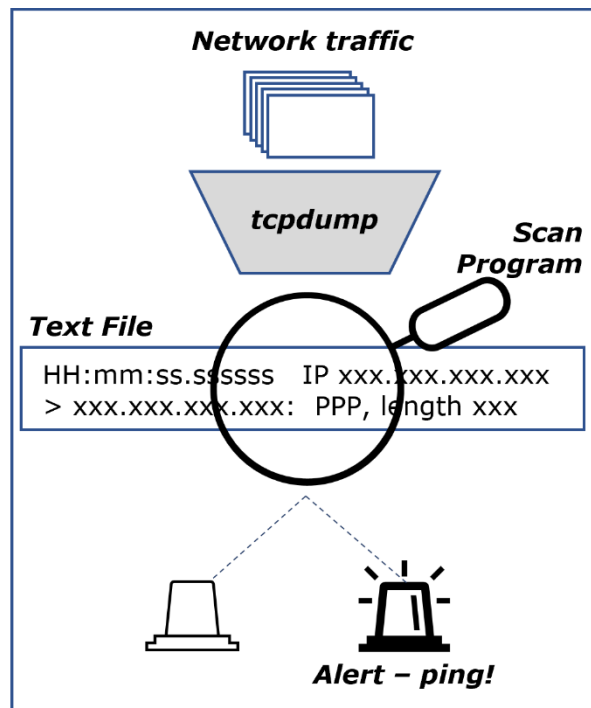 Network traffic
tcpdump
Scan
Program
Text File
HH:mm:ss.ssssss   IP xxx.xxx.xxx.xxx
> xxx.xxx.xxx.xxx:  PPP, length xxx
Alert – ping!